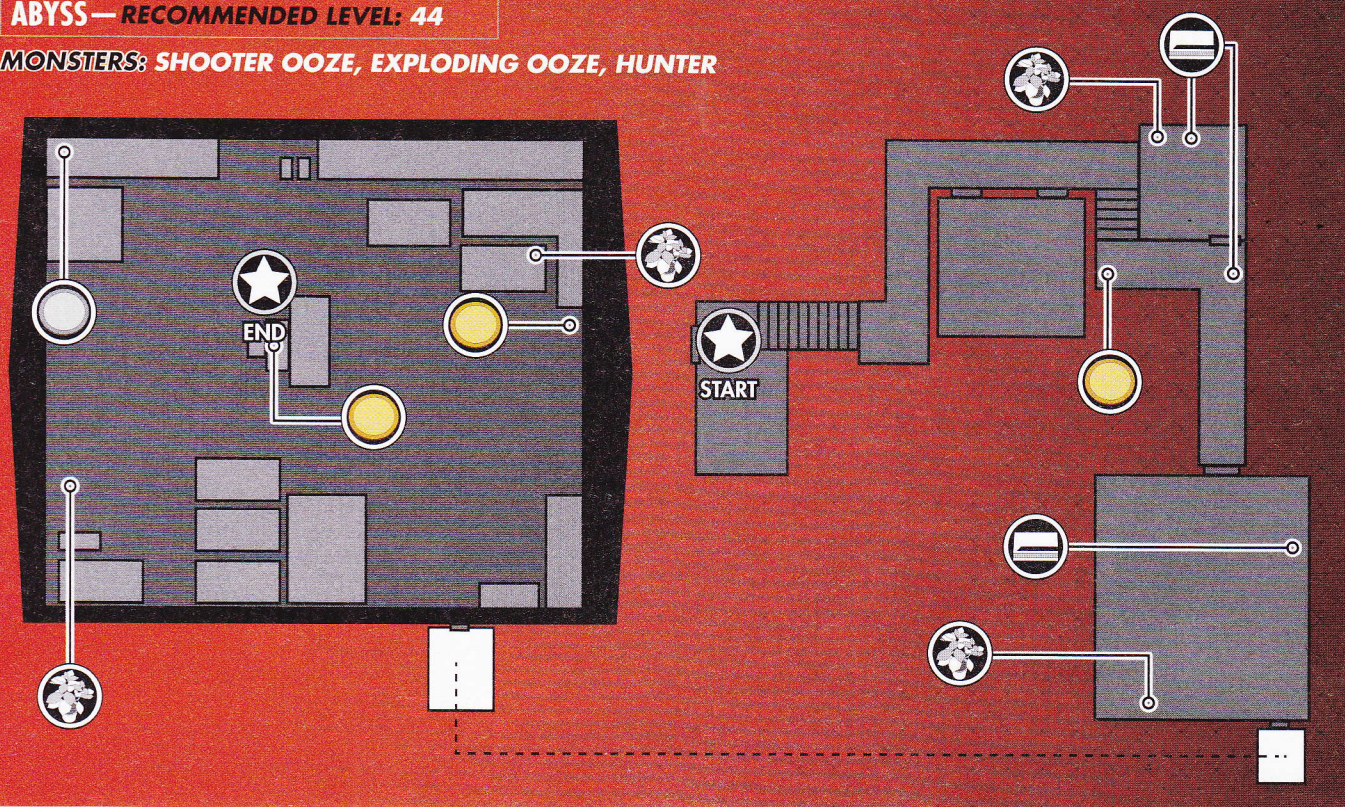 ABYSS—RECOMMENDED LEVEL: 44
MONSTERS: SHOOTER OOZE, EXPLODING OOZE, HUNTER
END
START